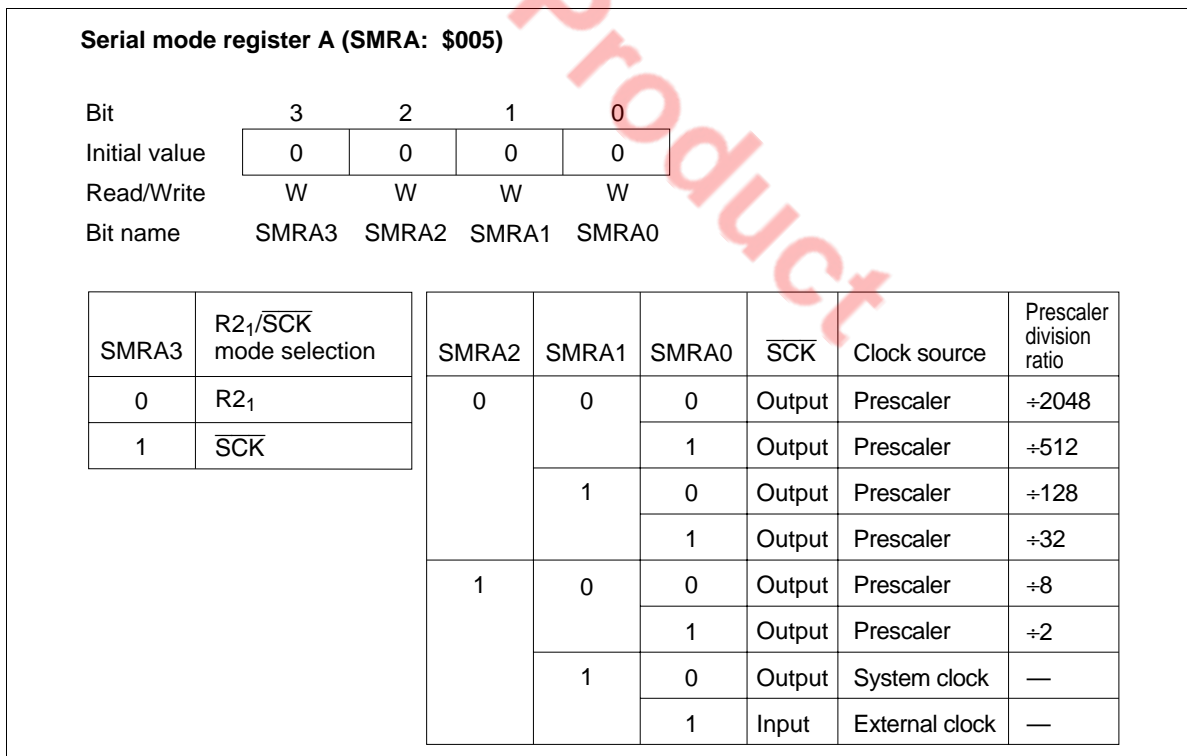 Product
Serial mode register A (SMRA: $005)
Bit 3 2 1 0
Initial value 0 0 0 0
Read/Write W W W W
Bit name SMRA3 SMRA2 SMRA1 SMRA0
SMRA3 R2₁/S̅C̅K̅ mode selection
0 R2₁
1 S̅C̅K̅
SMRA2 SMRA1 SMRA0 S̅C̅K̅ Clock source Prescaler division ratio
0 0 0 Output Prescaler ÷2048
1 Output Prescaler ÷512
1 0 Output Prescaler ÷128
1 Output Prescaler ÷32
1 0 0 Output Prescaler ÷8
1 Output Prescaler ÷2
1 0 Output System clock —
1 Input External clock —